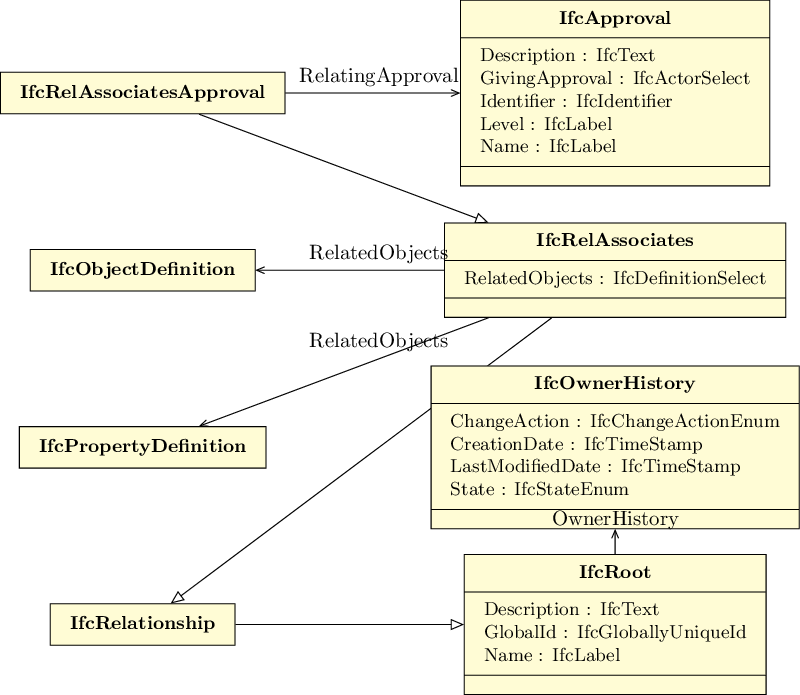 IfcApproval
Description : IfcText
GivingApproval : IfcActorSelect
Identifier : IfcIdentifier
Level : IfcLabel
Name : IfcLabel
RelatingApproval
IfcRelAssociatesApproval
IfcRelAssociates
RelatedObjects : IfcDefinitionSelect
RelatedObjects
IfcObjectDefinition
RelatedObjects
IfcOwnerHistory
ChangeAction : IfcChangeActionEnum
CreationDate : IfcTimeStamp
LastModifiedDate : IfcTimeStamp
State : IfcStateEnum
IfcPropertyDefinition
OwnerHistory
IfcRoot
Description : IfcText
GlobalId : IfcGloballyUniqueId
Name : IfcLabel
IfcRelationship